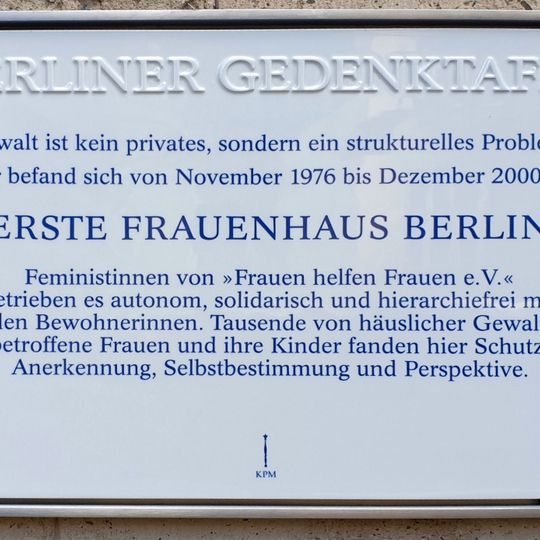 ERLINER GEDENKTAF
walt ist kein privates, sondern ein strukturelles Proble
befand sich von November 1976 bis Dezember 2000
ERSTE FRAUENHAUS BERLIN
Feministinnen von »Frauen helfen Frauen e.V.«
etrieben es autonom, solidarisch und hierarchiefrei m
den Bewohnerinnen. Tausende von häuslicher Gewal
betroffene Frauen und ihre Kinder fanden hier Schutz
Anerkennung, Selbstbestimmung und Perspektive.
KPM